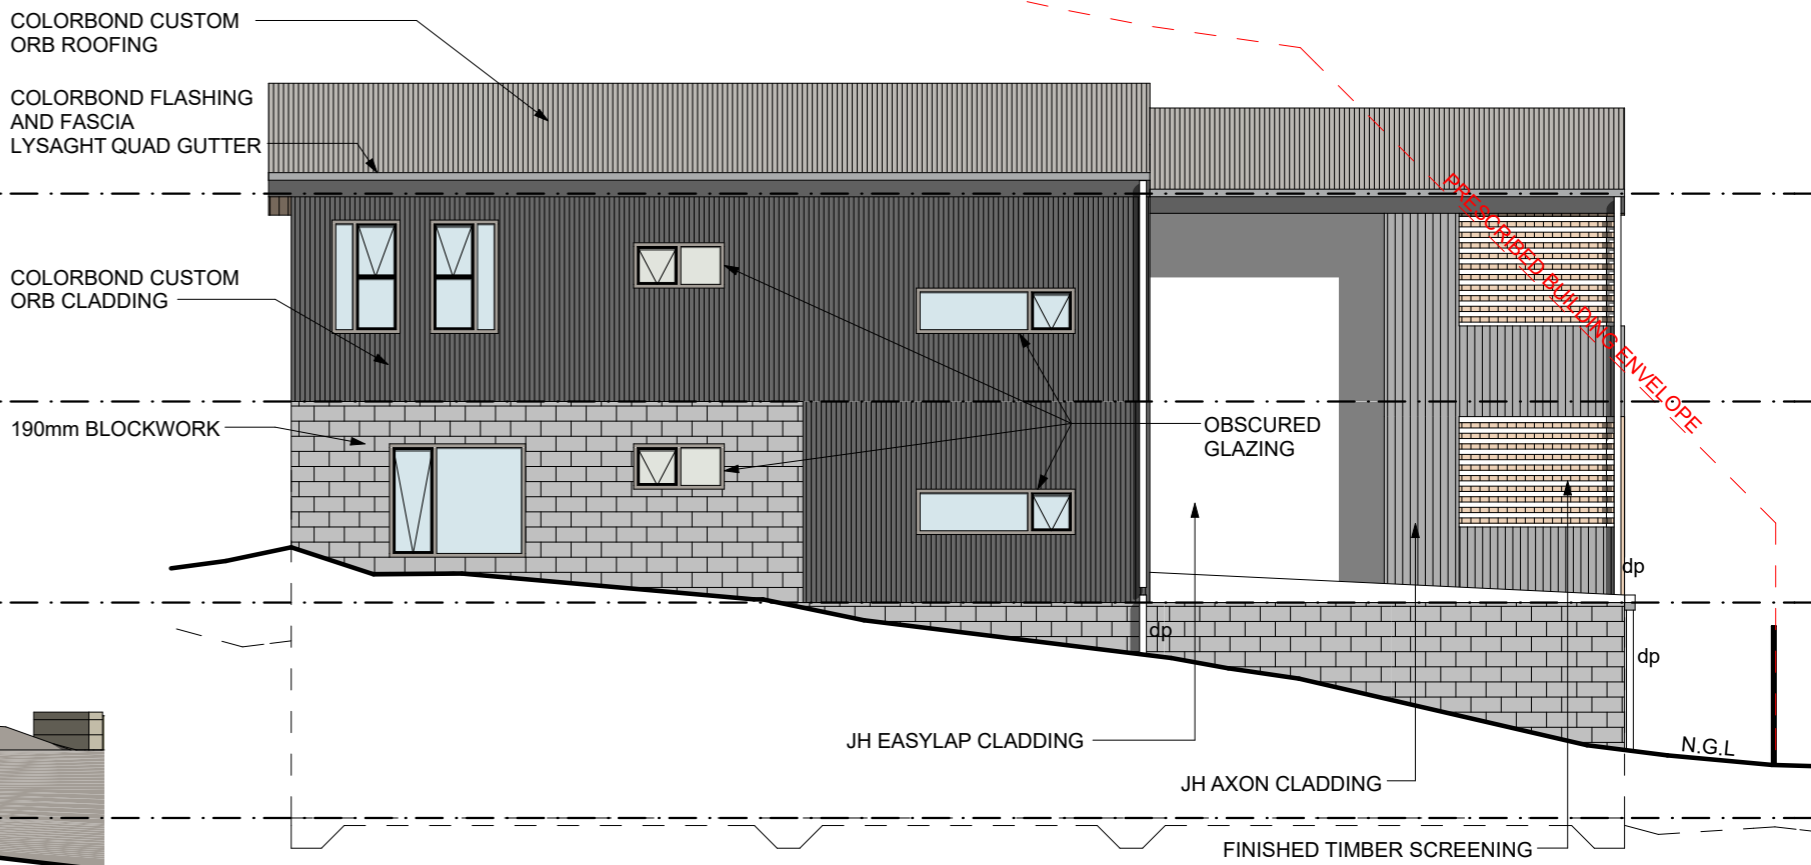 COLORBOND CUSTOM
ORB ROOFING
COLORBOND FLASHING
AND FASCIA
LYSAGHT QUAD GUTTER
COLORBOND CUSTOM
ORB CLADDING
190mm BLOCKWORK
PRESCRIBED BUILDING ENVELOPE
OBSCURED
GLAZING
dp
dp
dp
N.G.L
JH EASYLAP CLADDING
JH AXON CLADDING
FINISHED TIMBER SCREENING